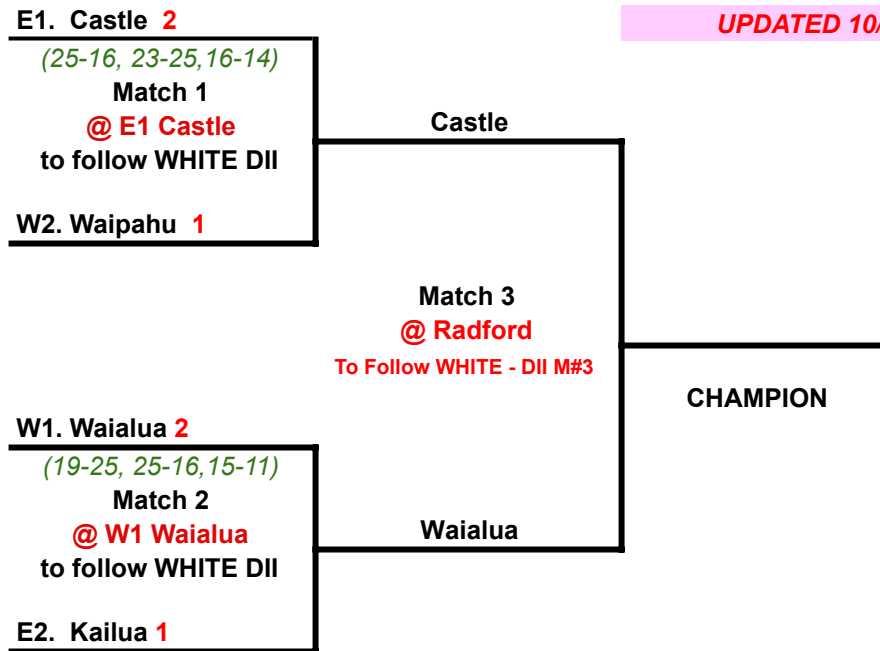 E1. Castle 2
UPDATED 10/
(25-16, 23-25,16-14)
Match 1
@ E1 Castle
to follow WHITE DII
Castle
W2. Waipahu 1
Match 3
@ Radford
To Follow WHITE - DII M#3
CHAMPION
W1. Waialua 2
(19-25, 25-16,15-11)
Match 2
@ W1 Waialua
to follow WHITE DII
Waialua
E2. Kailua 1